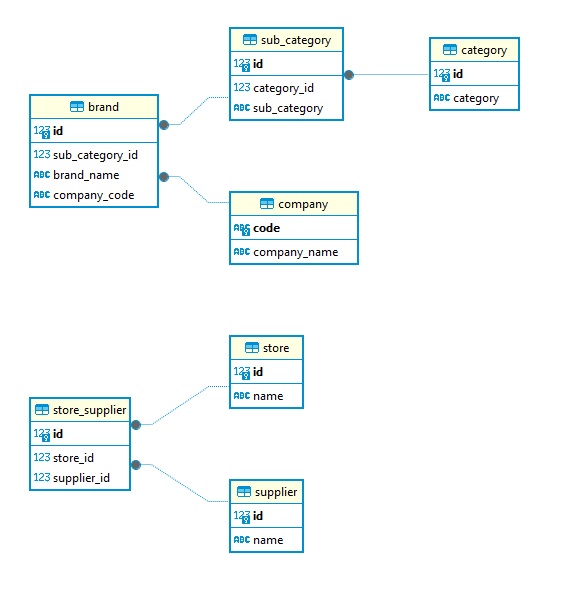 sub_category
123 id
123 category_id
ABC sub_category
category
123 id
ABC category
brand
123 id
123 sub_category_id
ABC brand_name
ABC company_code
company
ABC code
ABC company_name
store
123 id
ABC name
store_supplier
123 id
123 store_id
123 supplier_id
supplier
123 id
ABC name